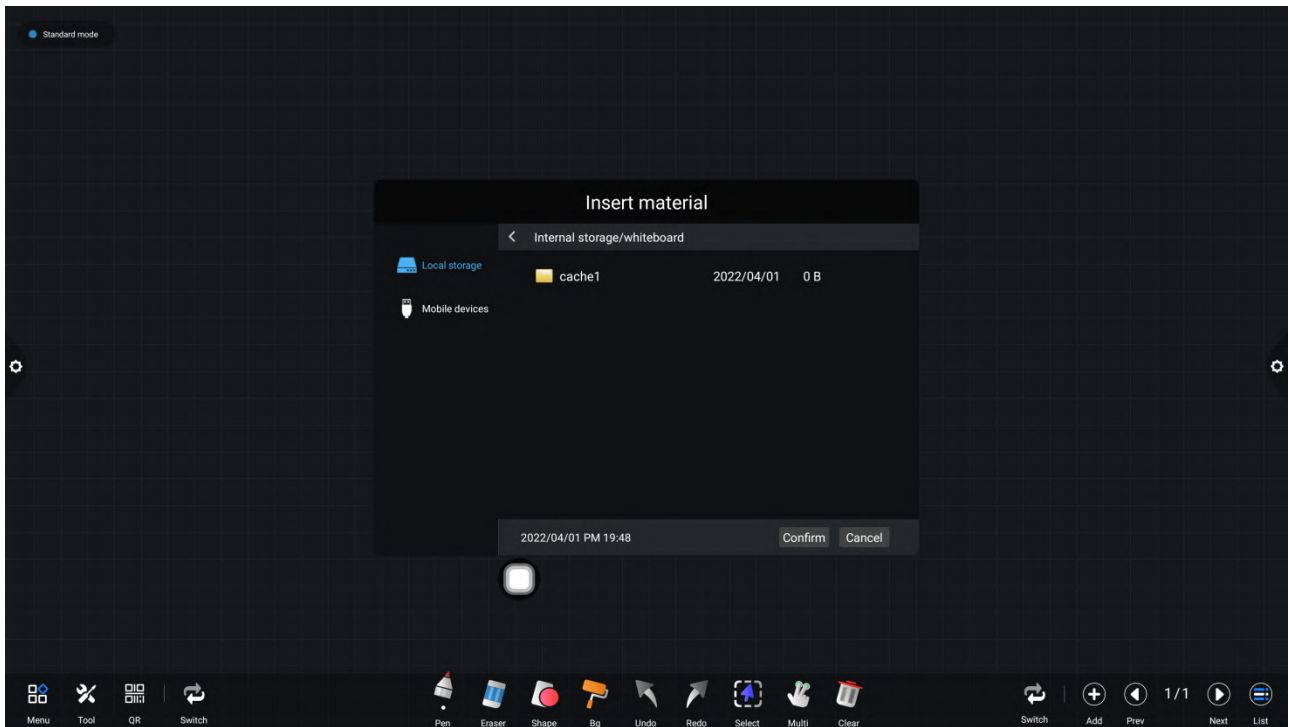 Standard mode
Insert material
Internal storage/whiteboard
Local storage
cache1 2022/04/01 0 B
Mobile devices
2022/04/01 PM 19:48 Confirm Cancel
Menu Tool QR Switch Pen Eraser Shape Bg Undo Redo Select Multi Clear Switch Add Prev 1/1 Next List